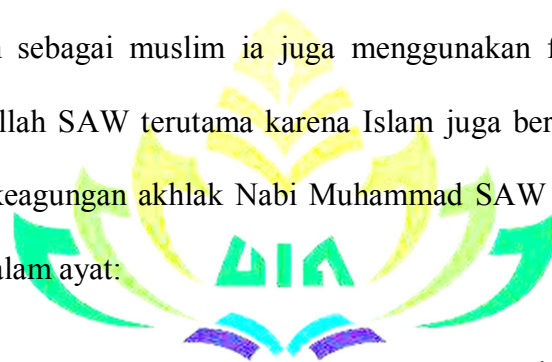 sebagai muslim ia juga menggunakan
llah SAW terutama karena Islam juga ber
keagungan akhlak Nabi Muhammad SAW
alam ayat:
UIN